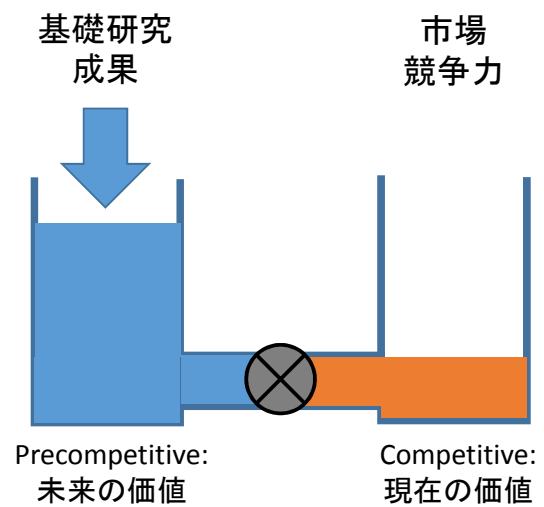 基礎研究
成果
市場
競争力
Precompetitive:
未来の価値
Competitive:
現在の価値